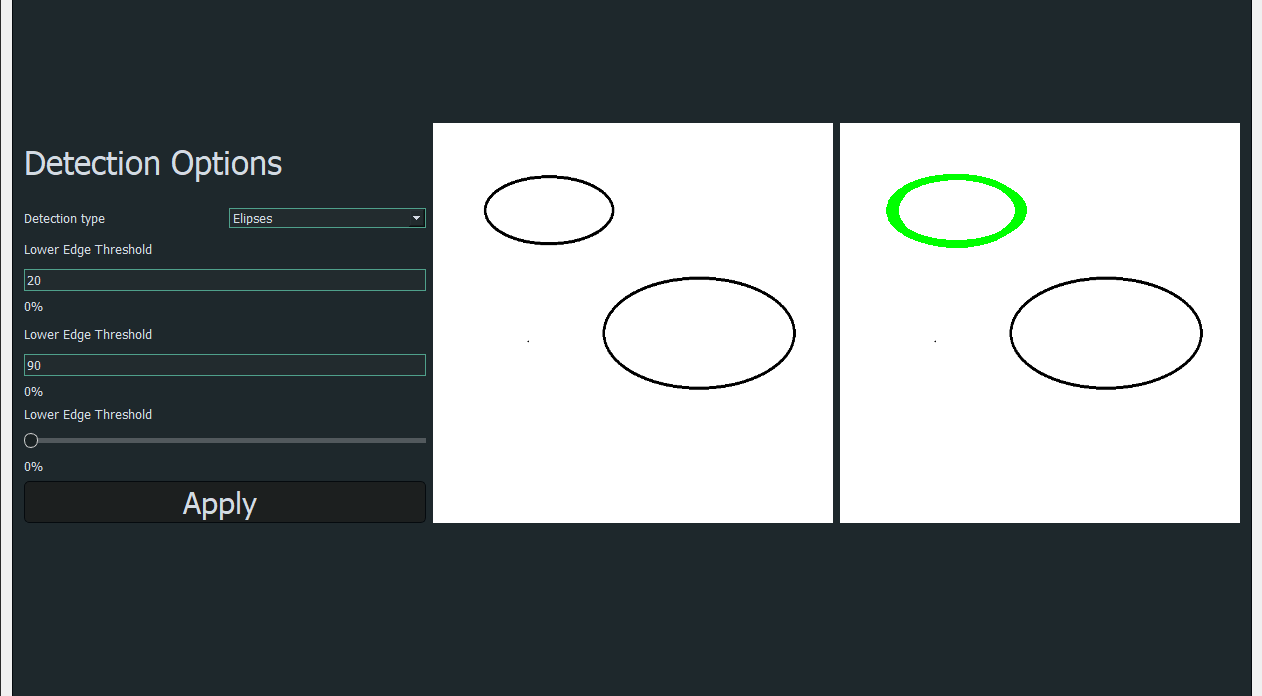 Detection Options
Detection type
Elipses
Lower Edge Threshold
20
0%
Lower Edge Threshold
90
0%
Lower Edge Threshold
0%
Apply